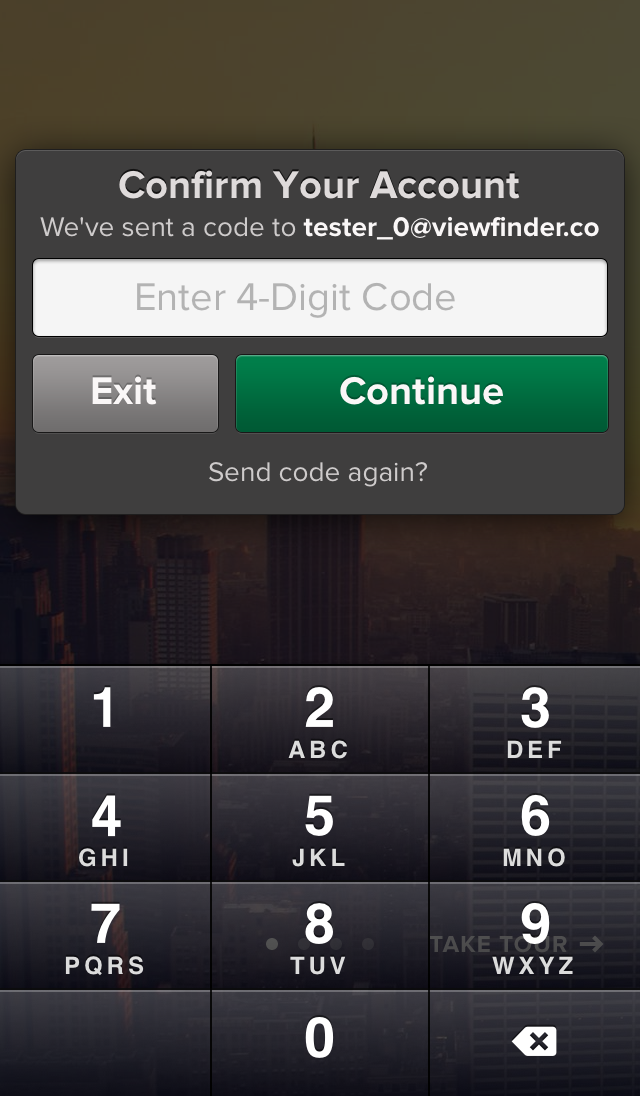 Confirm Your Account
We've sent a code to tester_0@viewfinder.co
Enter 4-Digit Code
Exit Continue
Send code again?
1 2 3
ABC DEF
4 5 6
GHI JKL MNO
7 8 9
TAKE TOUR →
PQRS TUV WXYZ
0